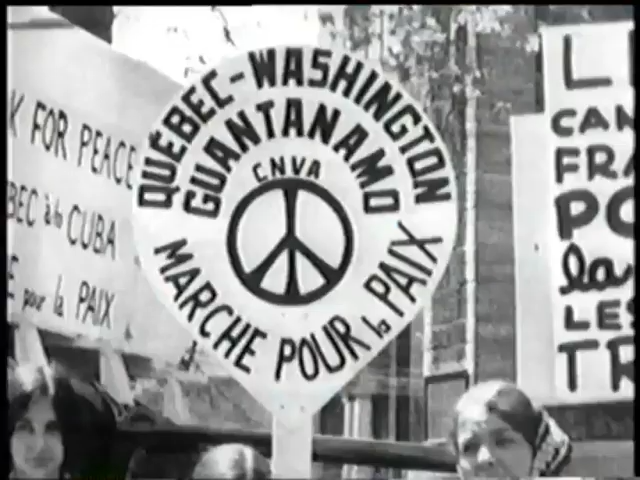 K FOR PEACE
BEC à la CUBA
E pour la PAIX
QUÉBEC-WASHINGTON
GUANTANAMO
CNVA
MARCHE POUR la PAIX
L
CAN
FRA
PO
la
LES
TR